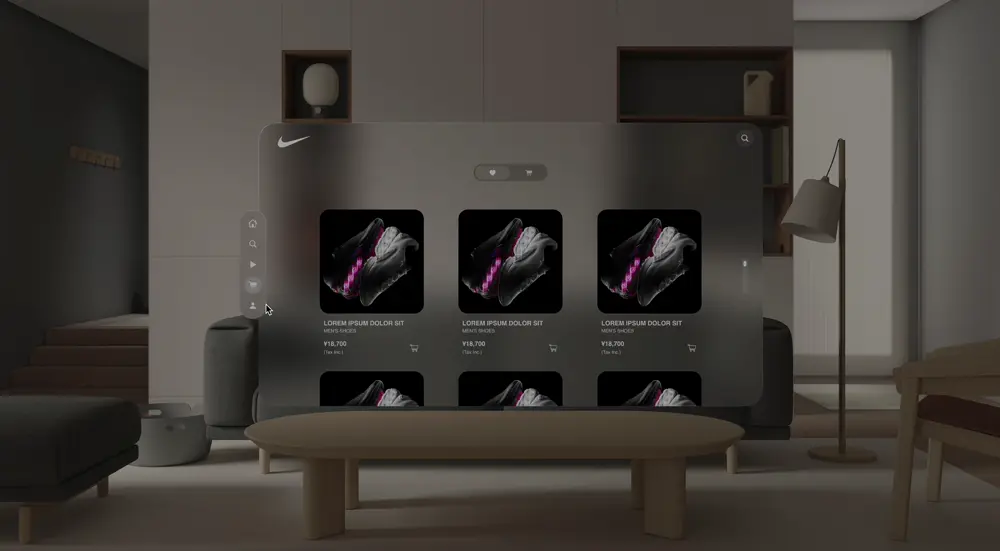 LOREM IPSUM DOLOR SIT
MEN'S SHOES
¥18,700
(Tax Inc.)
LOREM IPSUM DOLOR SIT
MEN'S SHOES
¥18,700
(Tax Inc.)
LOREM IPSUM DOLOR SIT
MEN'S SHOES
¥18,700
(Tax Inc.)